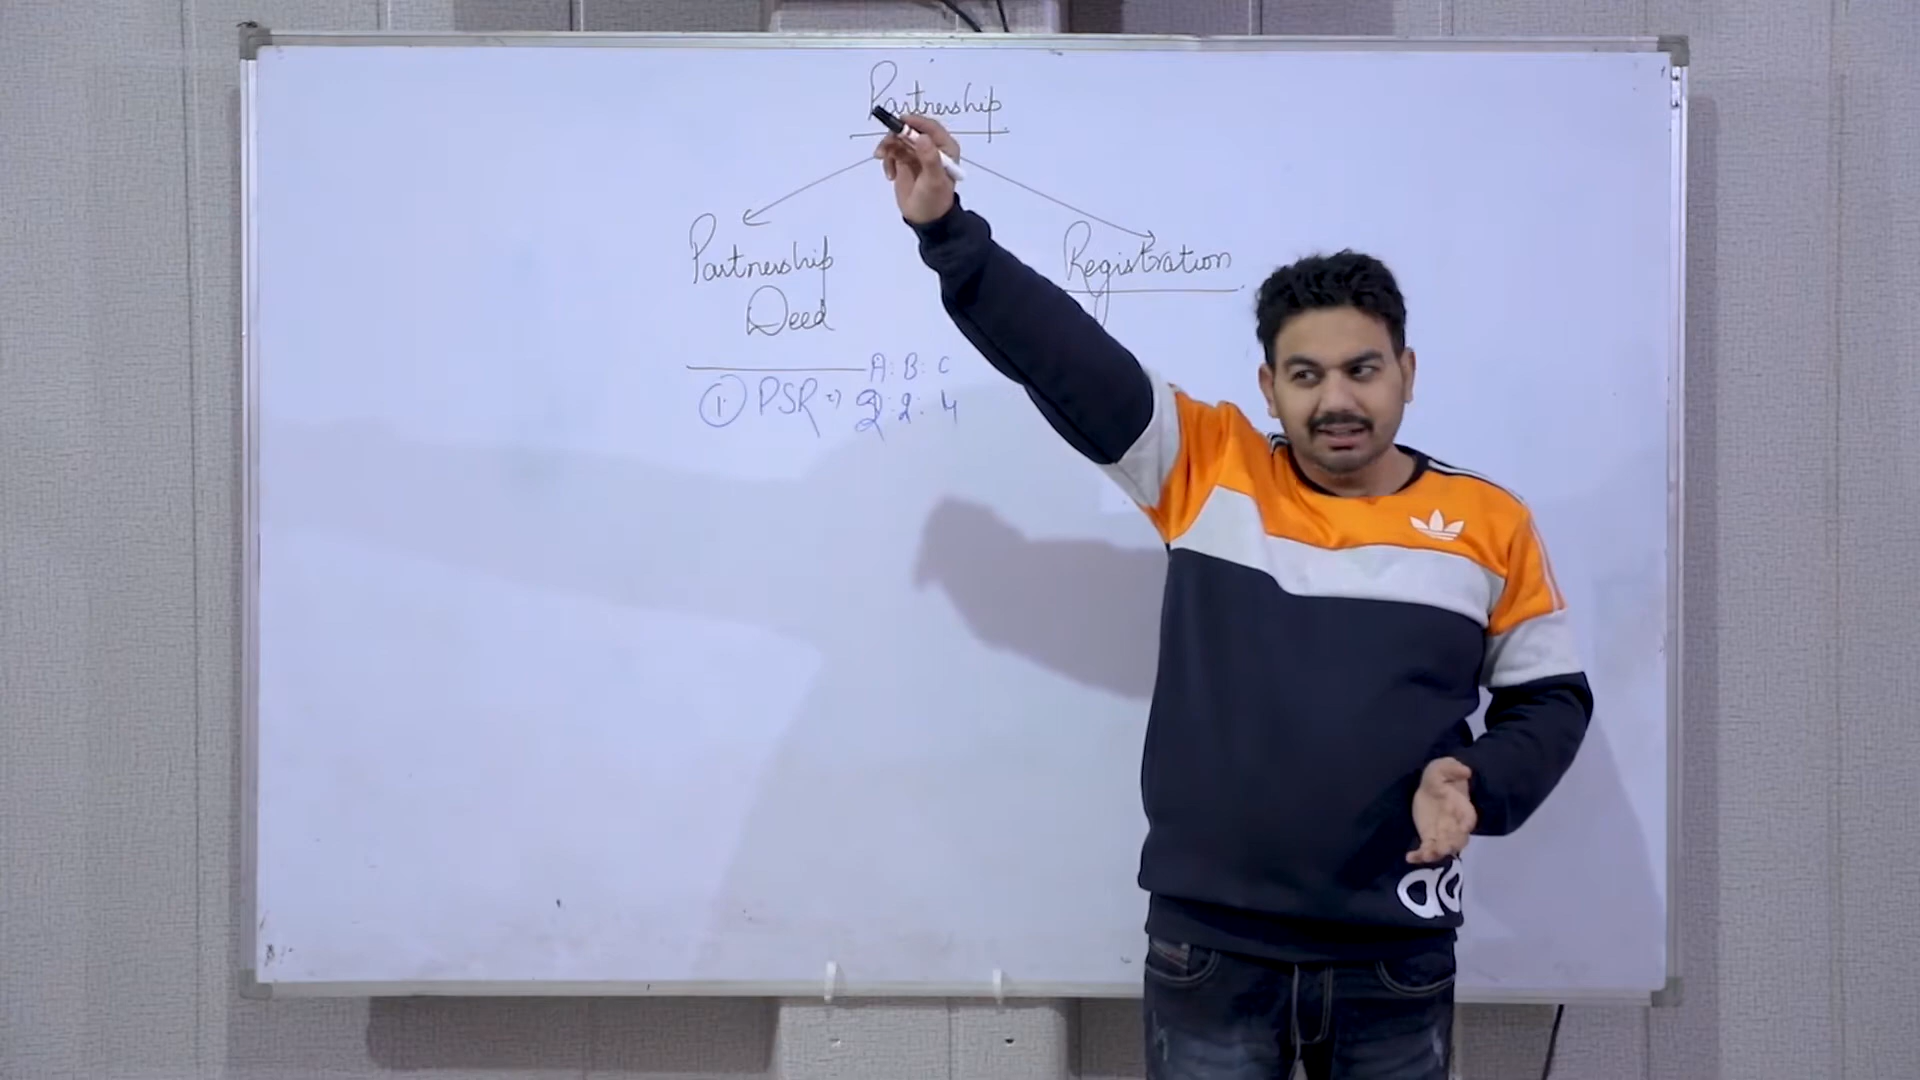 Partnership
Partnership
Deed
Registration
A: B: C
① PSR => 2: 2: 4